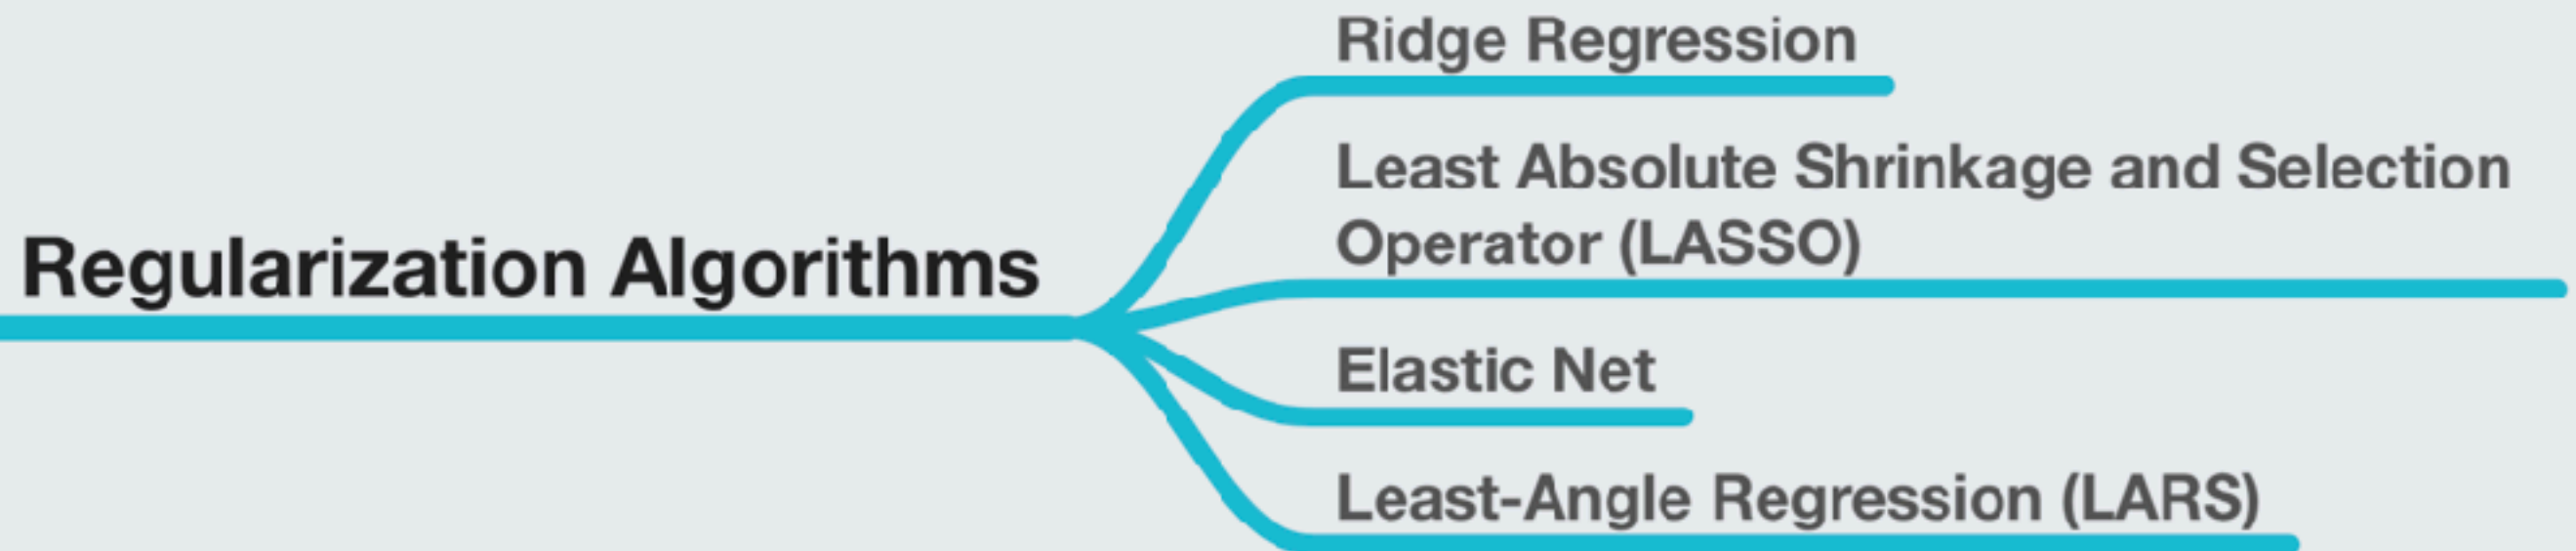 Regularization Algorithms
Ridge Regression
Least Absolute Shrinkage and Selection
Operator (LASSO)
Elastic Net
Least-Angle Regression (LARS)